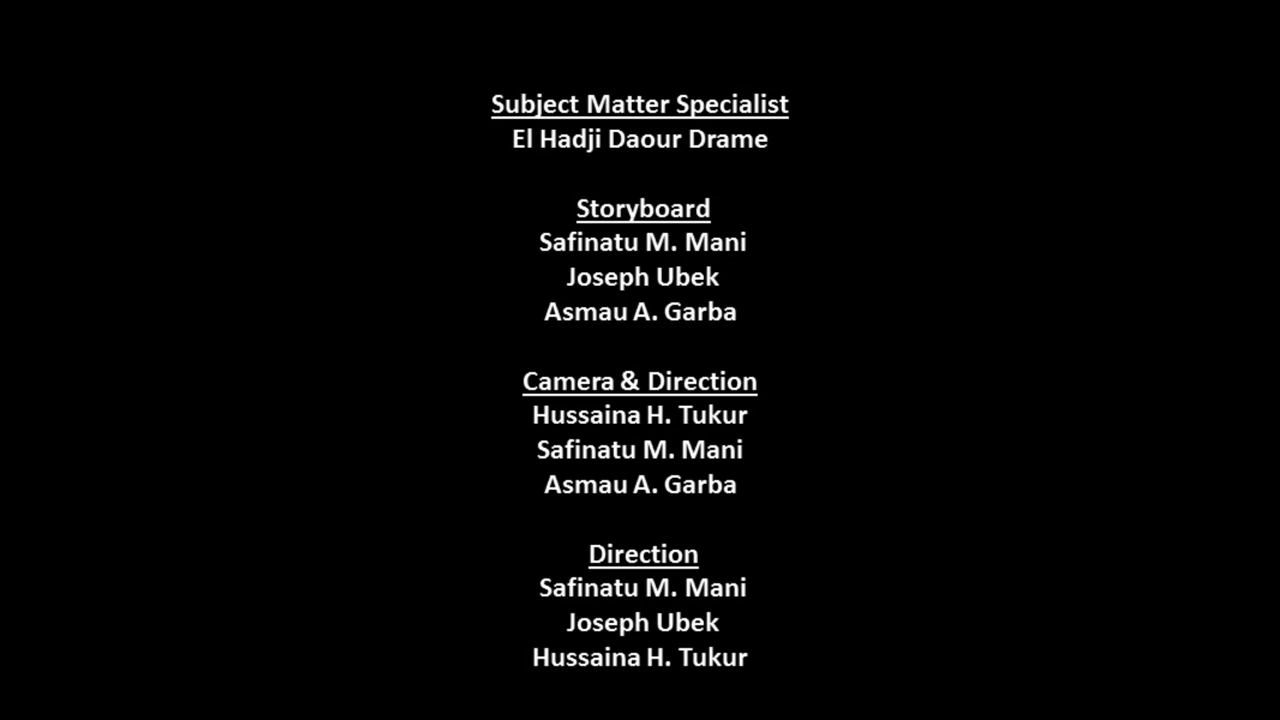 Subject Matter Specialist
El Hadji Daour Drame
Storyboard
Safinatu M. Mani
Joseph Ubek
Asmau A. Garba
Camera & Direction
Hussaina H. Tukur
Safinatu M. Mani
Asmau A. Garba
Direction
Safinatu M. Mani
Joseph Ubek
Hussaina H. Tukur